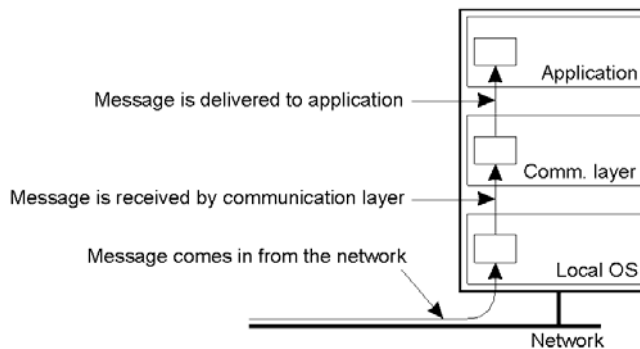 Application
Message is delivered to application
Comm. layer
Message is received by communication layer
Message comes in from the network
Local OS
Network